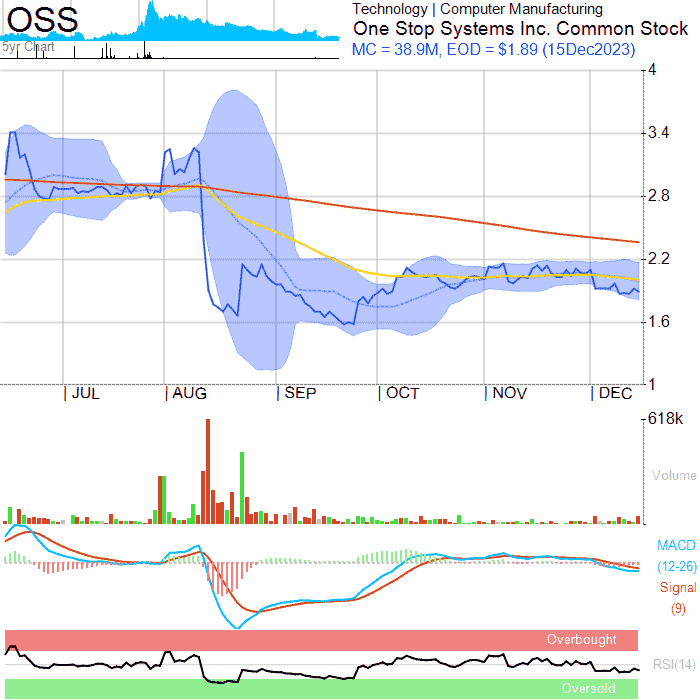 OSS
5yr Chart
Technology | Computer Manufacturing
One Stop Systems Inc. Common Stock
MC = 38.9M, EOD = $1.89 (15Dec2023)
4
3.4
2.8
2.2
1.6
1
JUL AUG SEP OCT NOV DEC
618k
Volume
MACD
(12-26)
Signal
(9)
Overbought
RSI(14)
Oversold